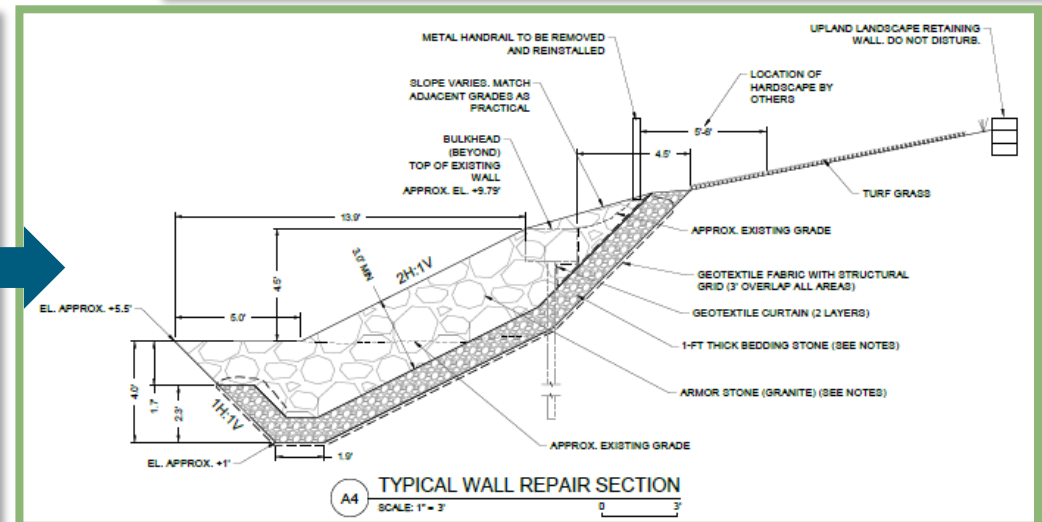 METAL HANDRAIL TO BE REMOVED
AND REINSTALLED
UPLAND LANDSCAPE RETAINING
WALL. DO NOT DISTURB.
SLOPE VARIES. MATCH
ADJACENT GRADES AS
PRACTICAL
LOCATION OF
HARDSCAPE BY
OTHERS
BULKHEAD
(BEYOND)
TOP OF EXISTING
WALL
APPROX. EL. +9.79'
5'-6'
4.5'
TURF GRASS
13.9'
3.0' MIN
2H:1V
4.5'
APPROX. EXISTING GRADE
GEOTEXTILE FABRIC WITH STRUCTURAL
GRID (3' OVERLAP ALL AREAS)
EL. APPROX. +5.5'
5.0'
GEOTEXTILE CURTAIN (2 LAYERS)
1-FT THICK BEDDING STONE (SEE NOTES)
4.0'
1.7'
2.3'
1H:1V
ARMOR STONE (GRANITE) (SEE NOTES)
APPROX. EXISTING GRADE
EL. APPROX. +1'
1.9'
A4
TYPICAL WALL REPAIR SECTION
SCALE: 1" = 3'
0 3'